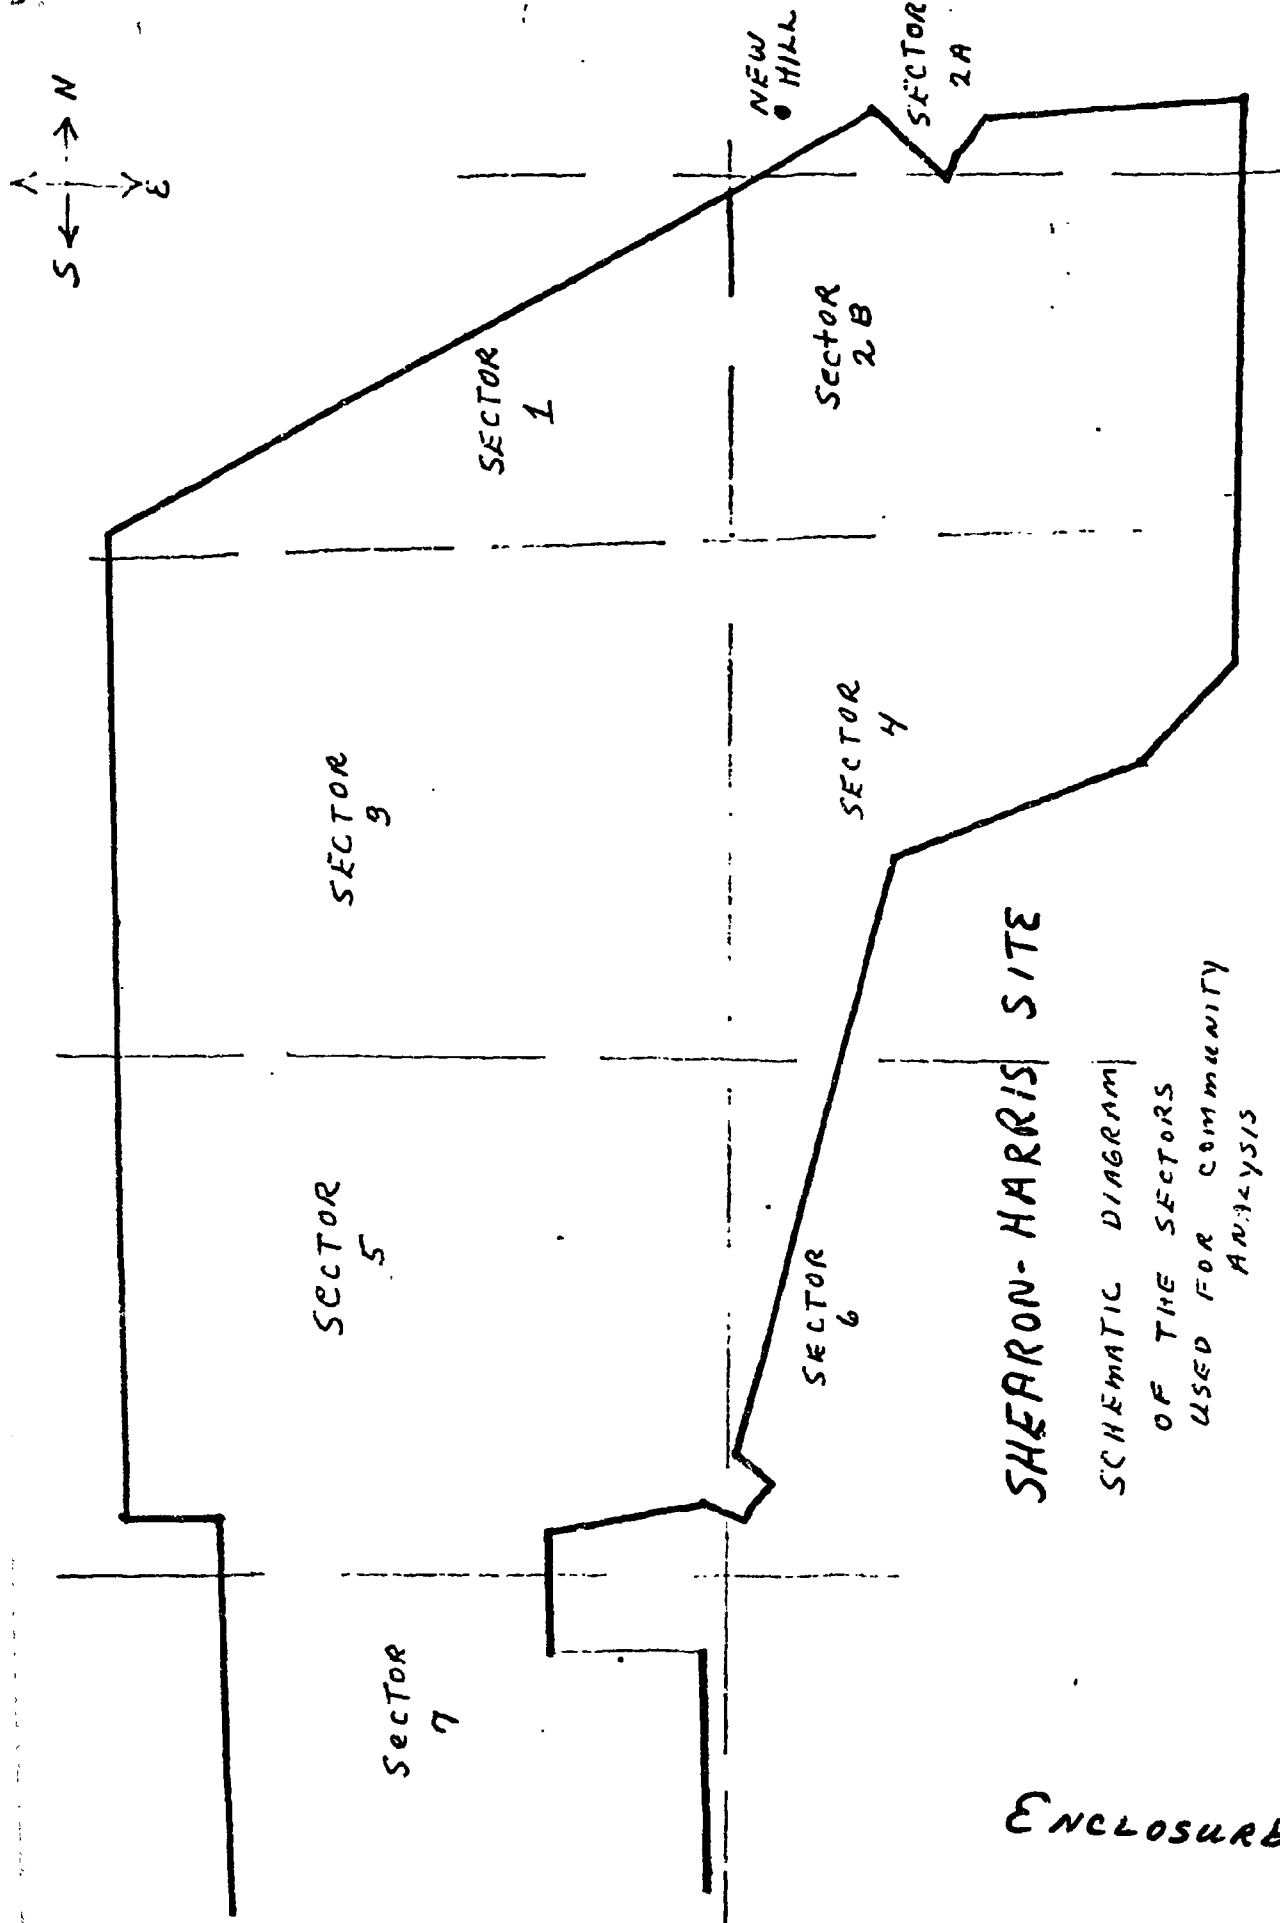 N
S
E
NEW
HILL
SECTOR
2A
SECTOR
1
SECTOR
2B
SECTOR
3
SECTOR
4
SECTOR
5
SECTOR
6
SECTOR
7
SHEARON-HARRIS SITE
SCHEMATIC DIAGRAM
OF THE SECTORS
USED FOR COMMUNITY
ANALYSIS
ENCLOSURE